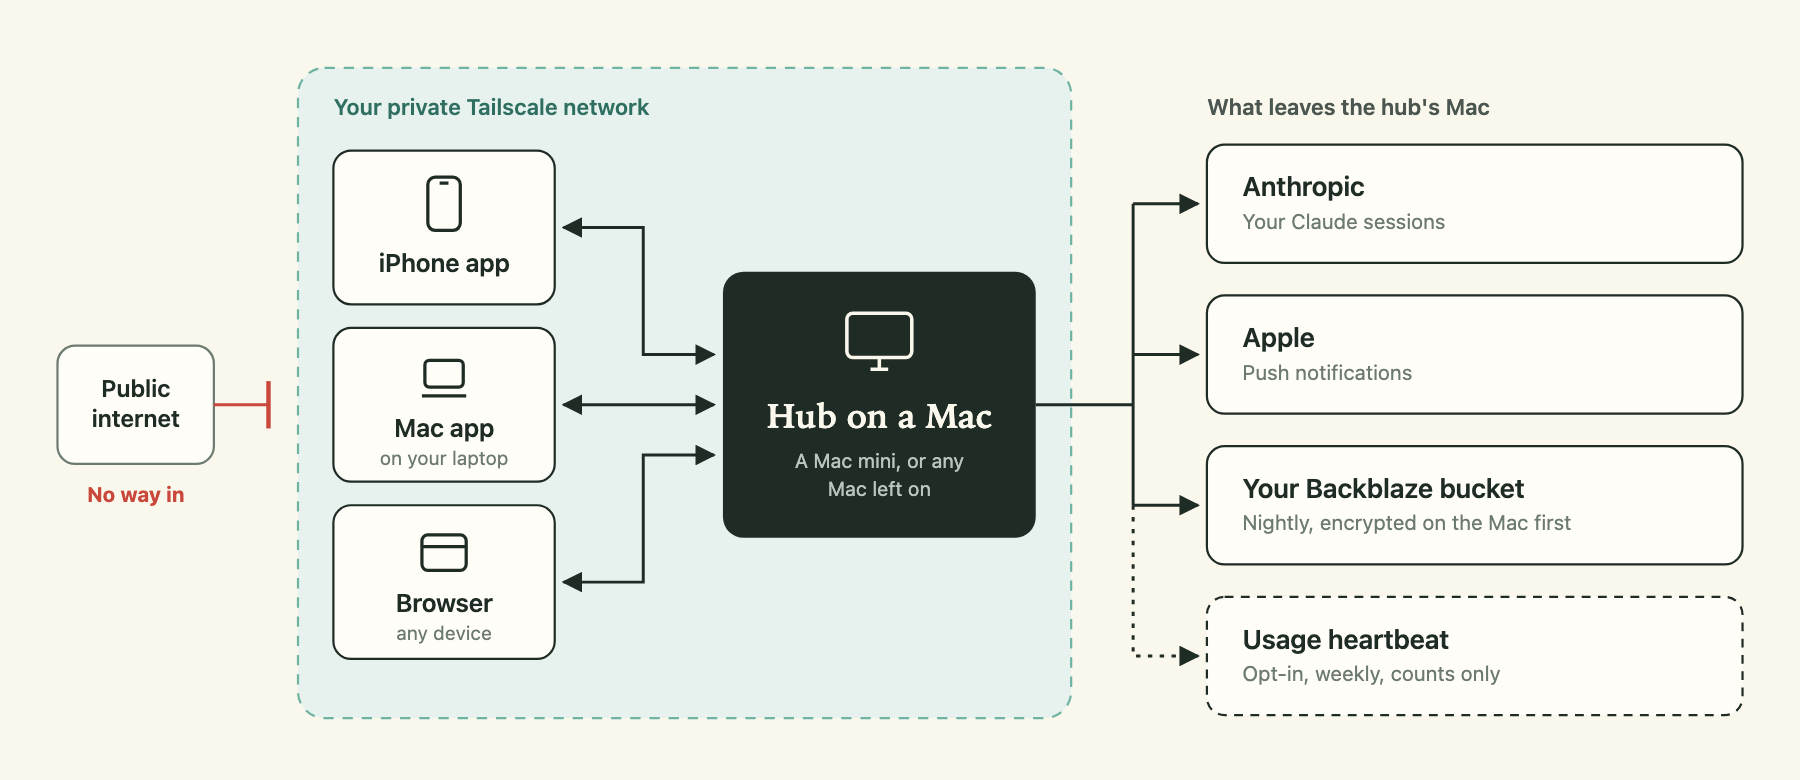 Your private Tailscale network
What leaves the hub's Mac
iPhone app
Mac app
on your laptop
Browser
any device
Public
internet
No way in
Hub on a Mac
A Mac mini, or any
Mac left on
Anthropic
Your Claude sessions
Apple
Push notifications
Your Backblaze bucket
Nightly, encrypted on the Mac first
Usage heartbeat
Opt-in, weekly, counts only